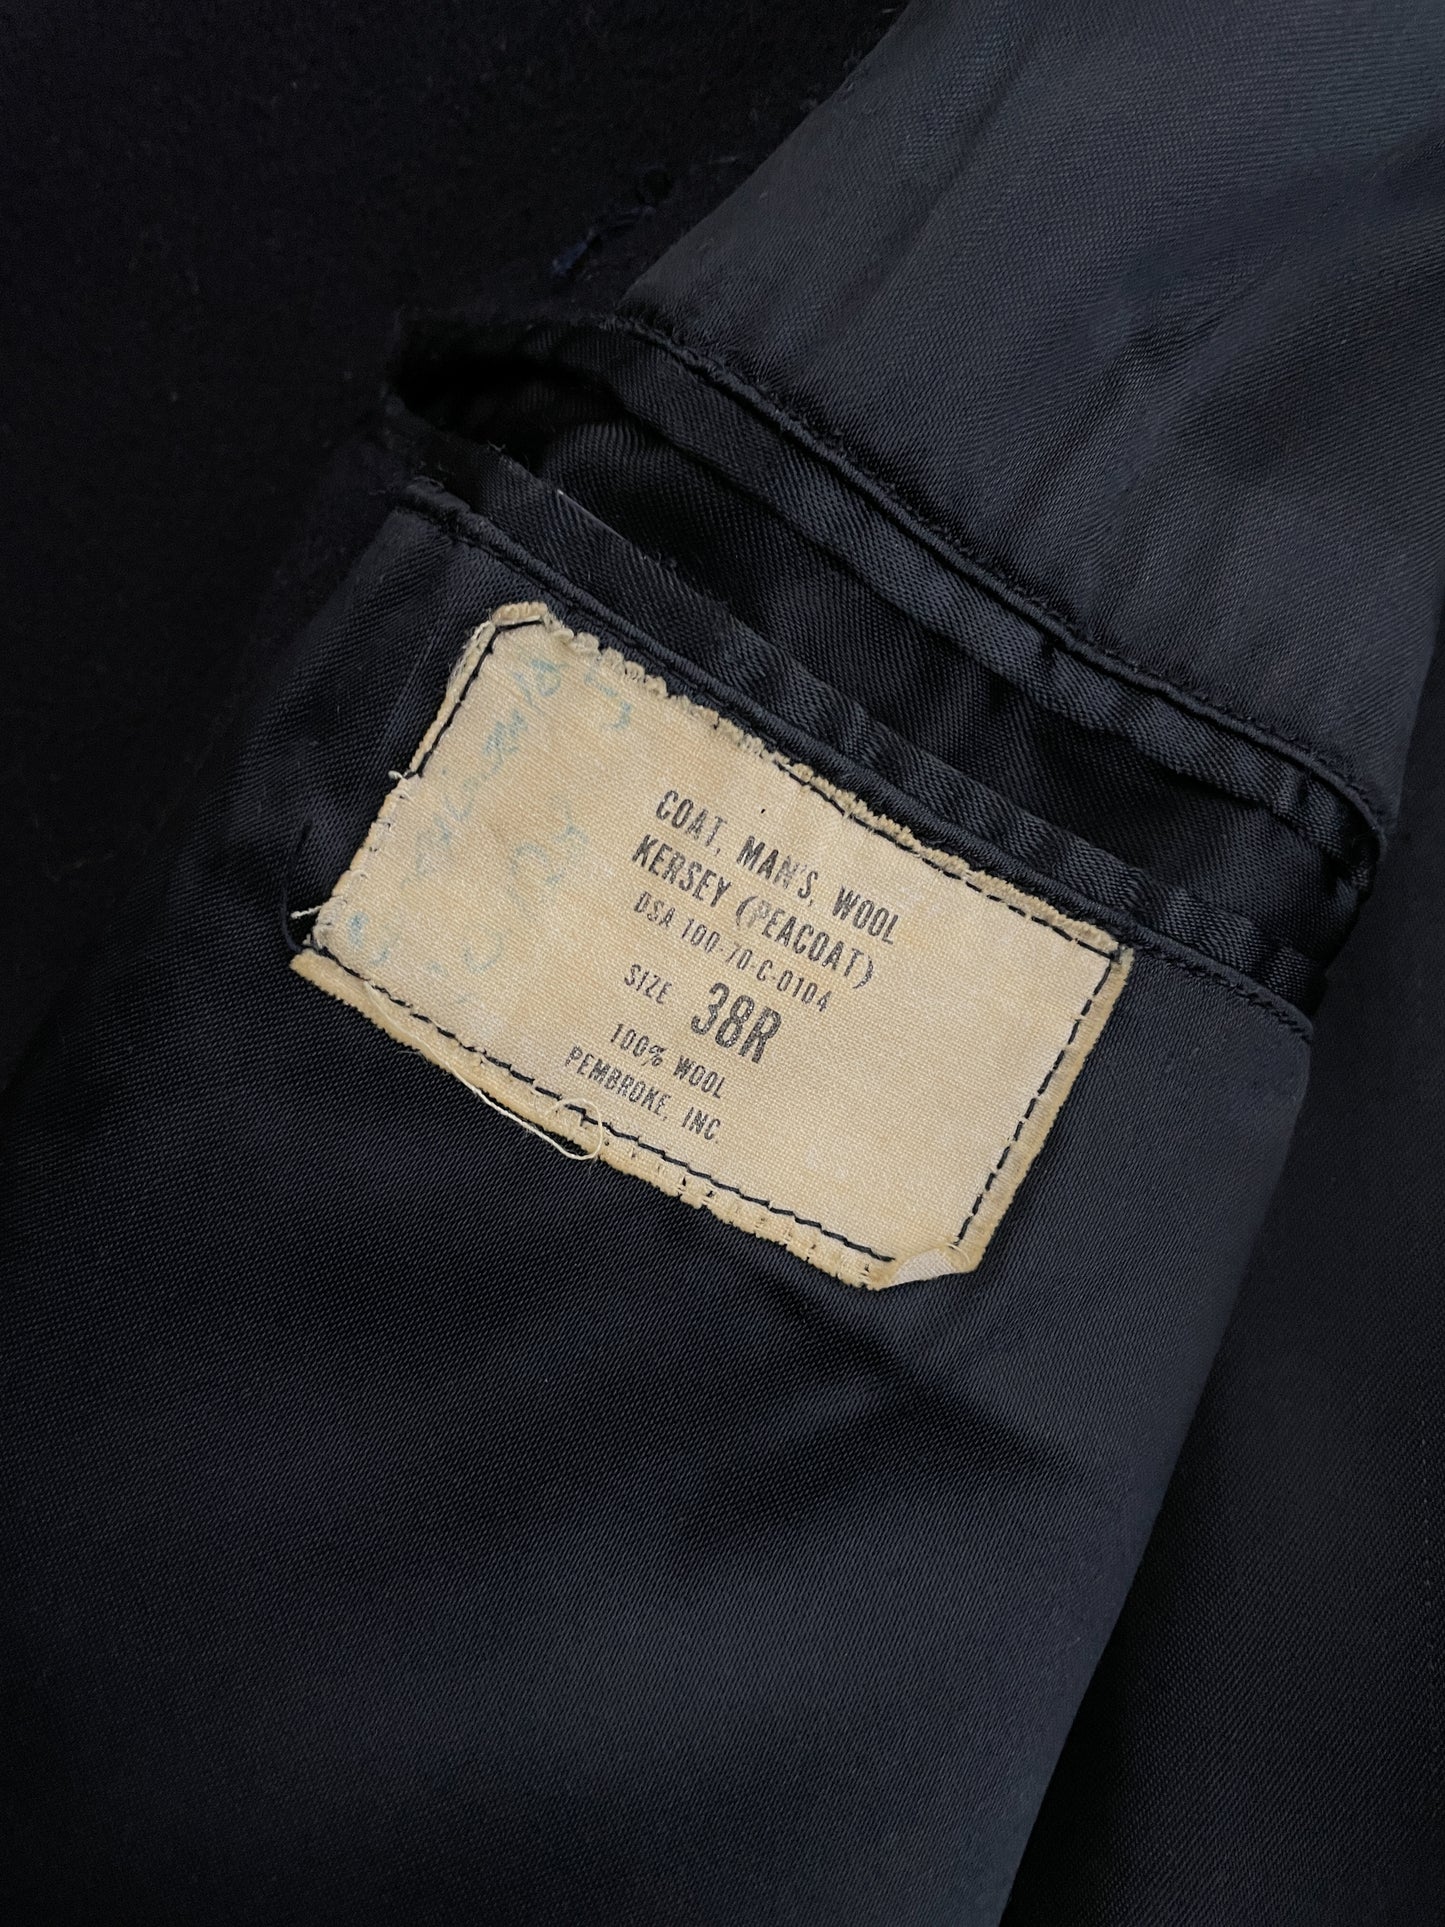 COAT, MAN'S, WOOL
KERSEY (PEACOAT)
DSA 100-70-C-0104
SIZE 38R
100% WOOL
PEMBROKE, INC.